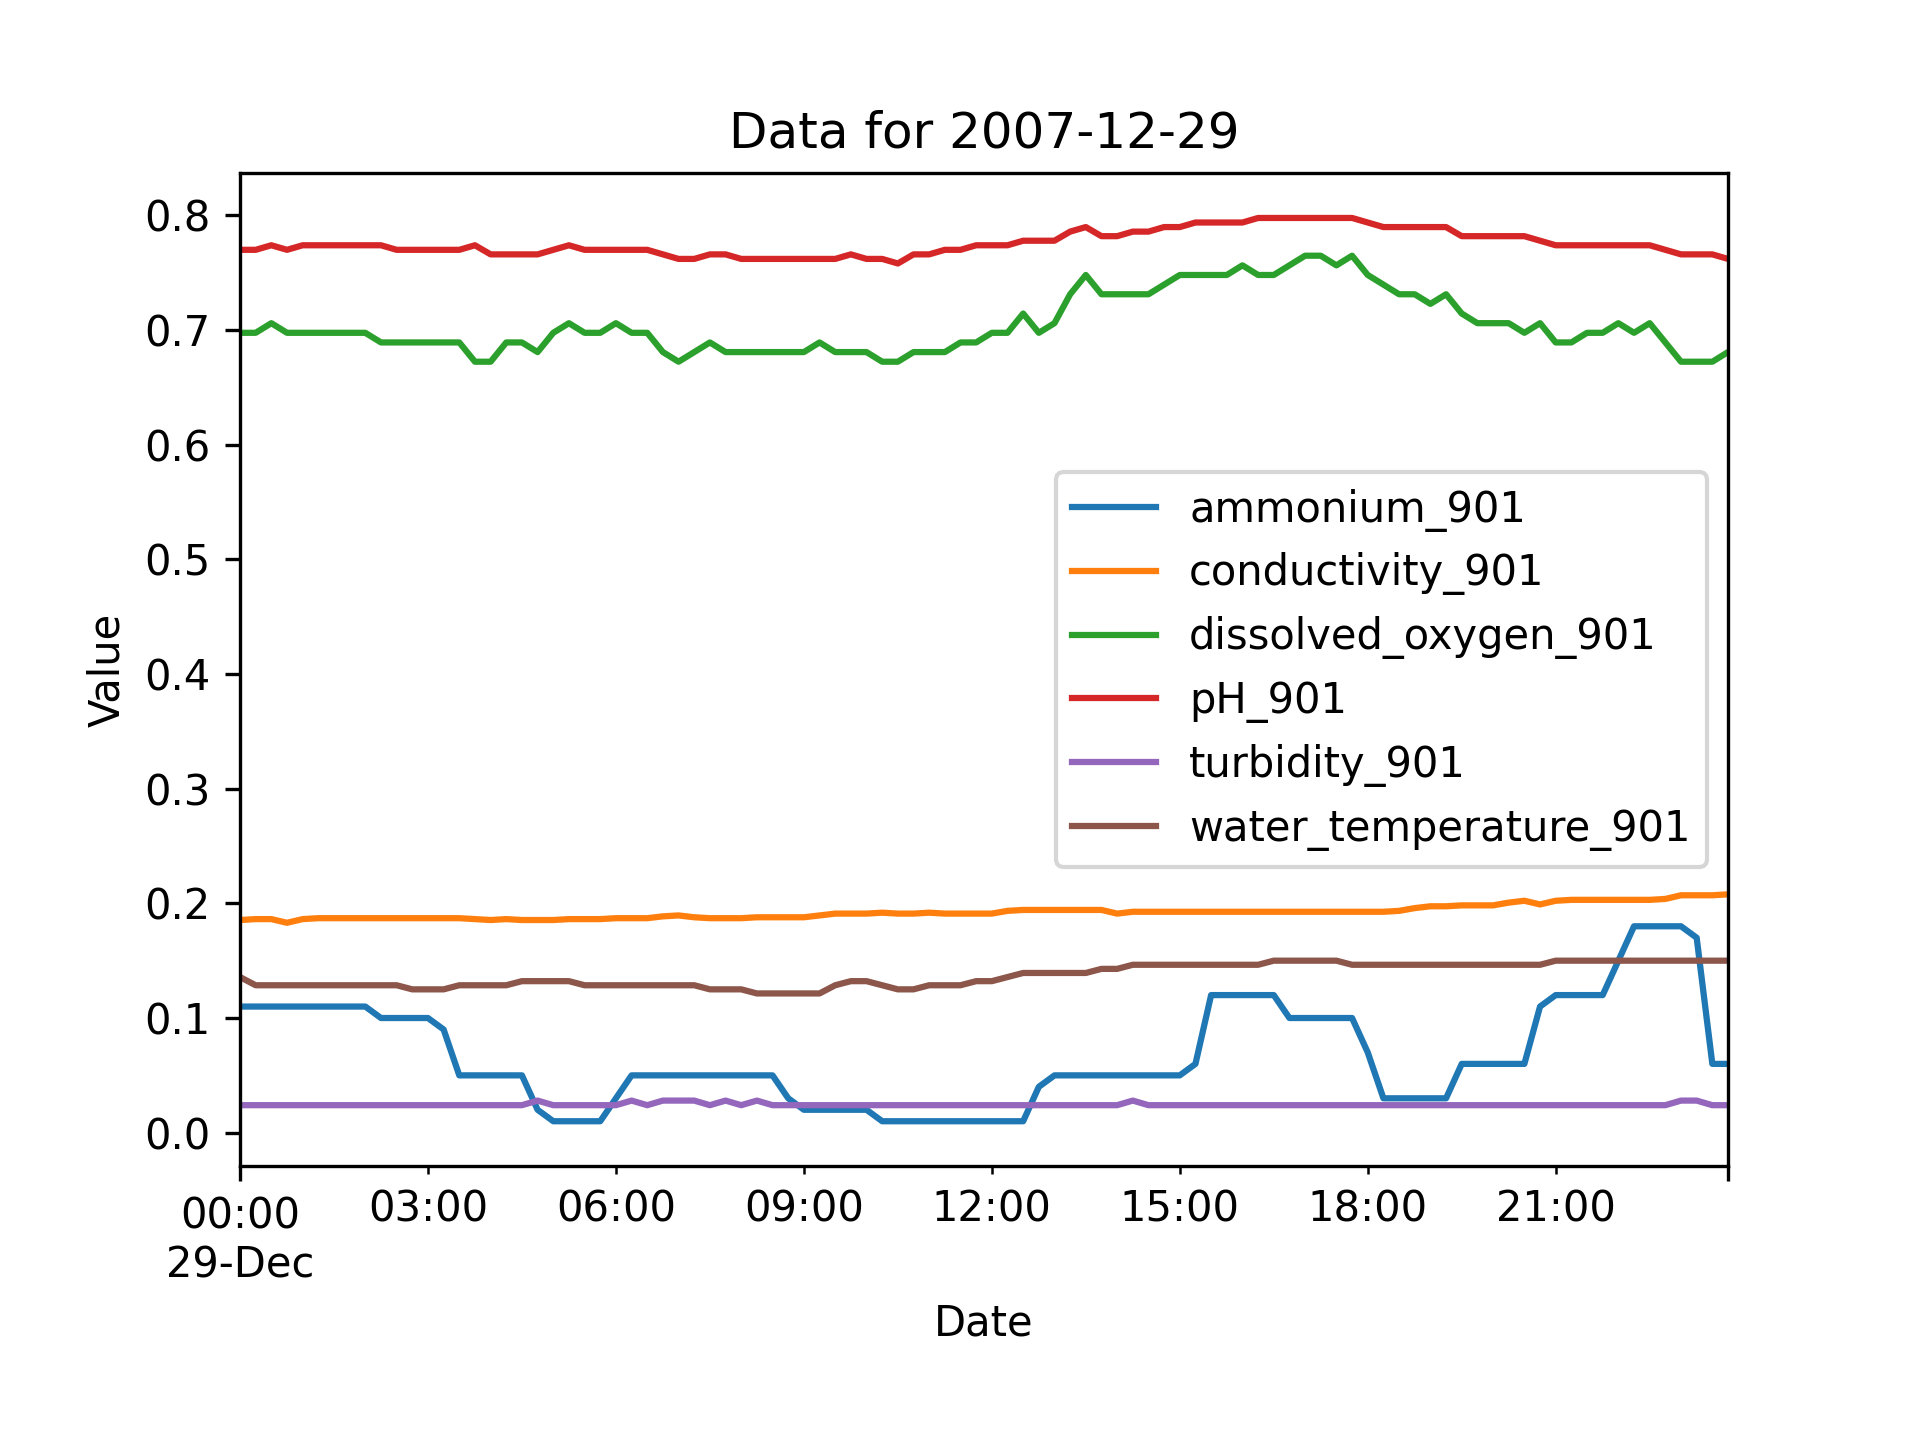 Data for 2007-12-29
0.8
0.7
0.6
0.5
0.4
0.3
0.2
0.1
0.0
Value
ammonium_901
conductivity_901
dissolved_oxygen_901
pH_901
turbidity_901
water_temperature_901
00:00 03:00 06:00 09:00 12:00 15:00 18:00 21:00
29-Dec
Date